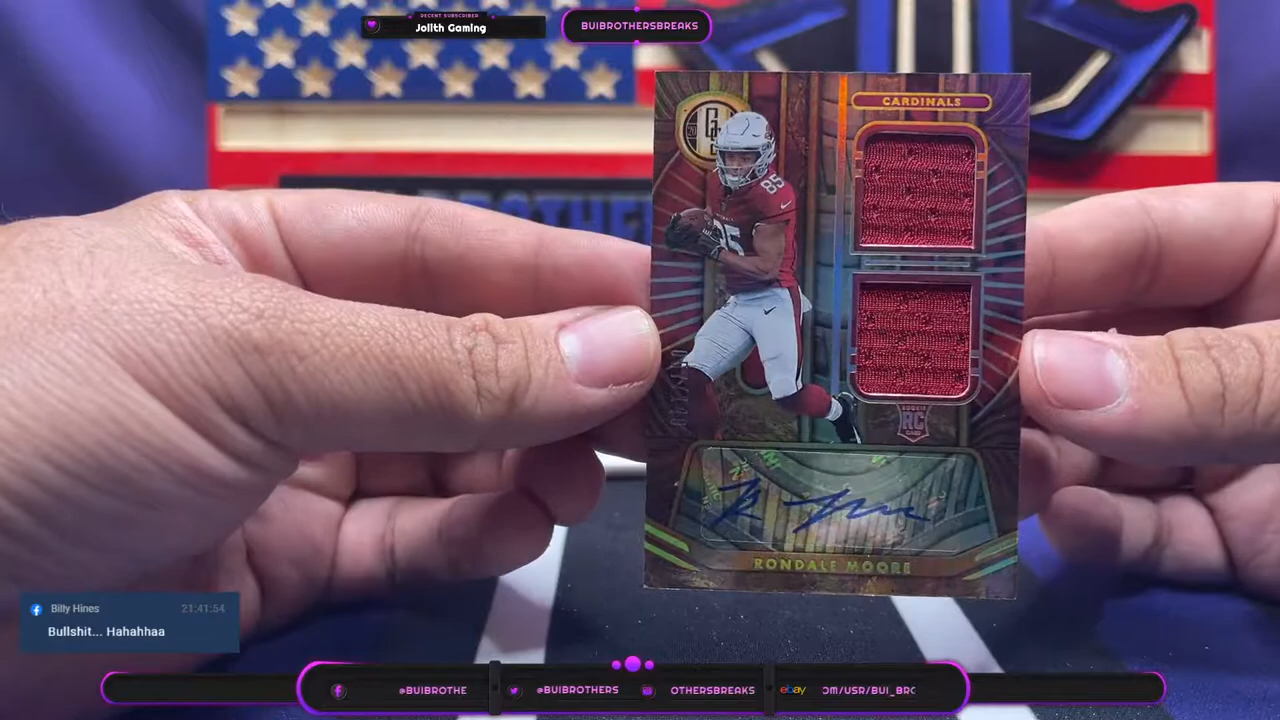 RECENT SUBSCRIBER
Jolith Gaming
BUIBROTHERSBREAKS
CARDINALS
85
85
RC
RONDALE MOORE
Billy Hines
21:41:54
Bullshit... Hahahhaa
@BUIBROTHE
@BUIBROTHERS
OTHERSBREAKS
ebay
OM/USR/BUI_BRO